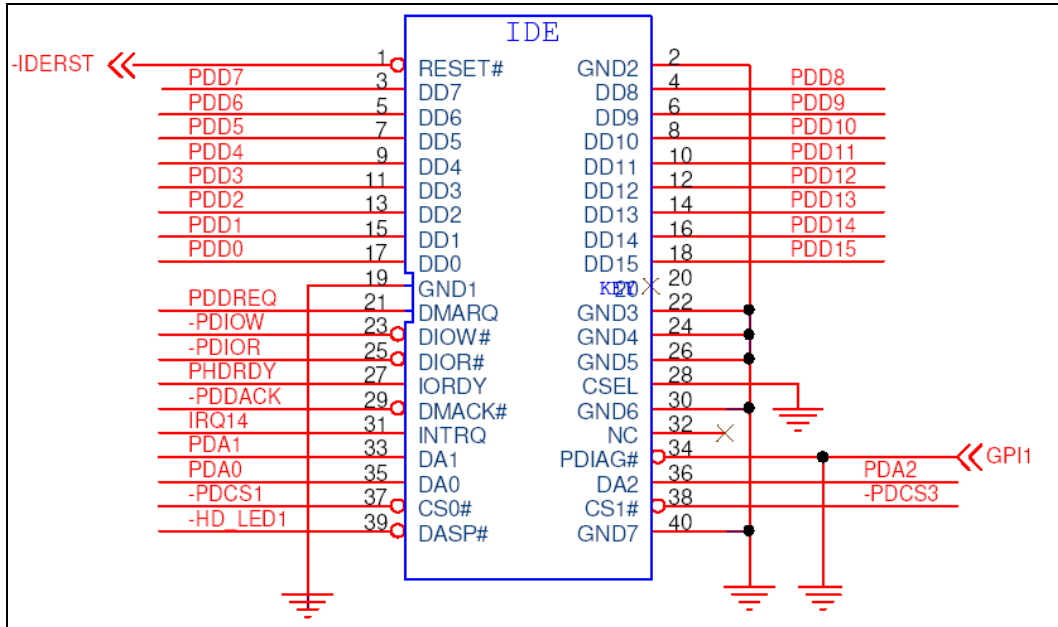 IDE
-IDERST 1 RESET# GND2 2
PDD7 3 DD7 DD8 4 PDD8
PDD6 5 DD6 DD9 6 PDD9
PDD5 7 DD5 DD10 8 PDD10
PDD4 9 DD4 DD11 10 PDD11
PDD3 11 DD3 DD12 12 PDD12
PDD2 13 DD2 DD13 14 PDD13
PDD1 15 DD1 DD14 16 PDD14
PDD0 17 DD0 DD15 18 PDD15
19 GND1 KEY 20 20
PDDREQ 21 DMARQ GND3 22
-PDIOW 23 DIOW# GND4 24
-PDIOR 25 DIOR# GND5 26
PHDRDY 27 IORDY CSEL 28
-PDDACK 29 DMACK# GND6 30
IRQ14 31 INTRQ NC 32
PDA1 33 DA1 PDIAG# 34 GPI1
PDA0 35 DA0 DA2 36 PDA2
-PDCS1 37 CS0# CS1# 38 -PDCS3
-HD_LED1 39 DASP# GND7 40